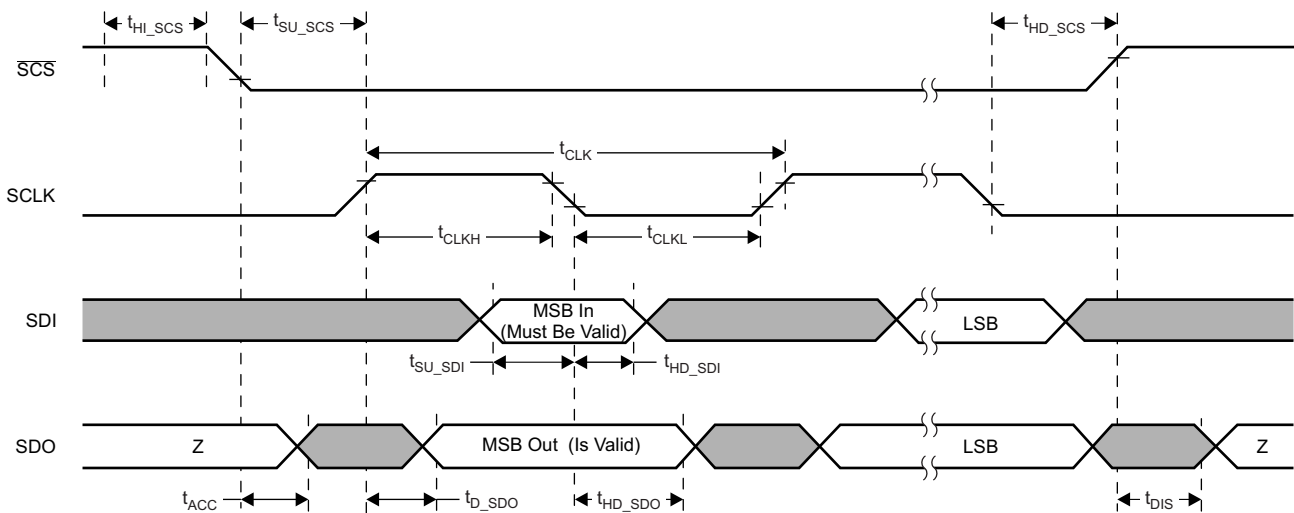 tHI_SCS
tSU_SCS
tHD_SCS
SCS
tCLK
SCLK
tCLKH
tCLKL
SDI
MSB In
(Must Be Valid)
LSB
tSU_SDI
tHD_SDI
SDO
Z
MSB Out (Is Valid)
LSB
Z
tACC
tD_SDO
tHD_SDO
tDIS